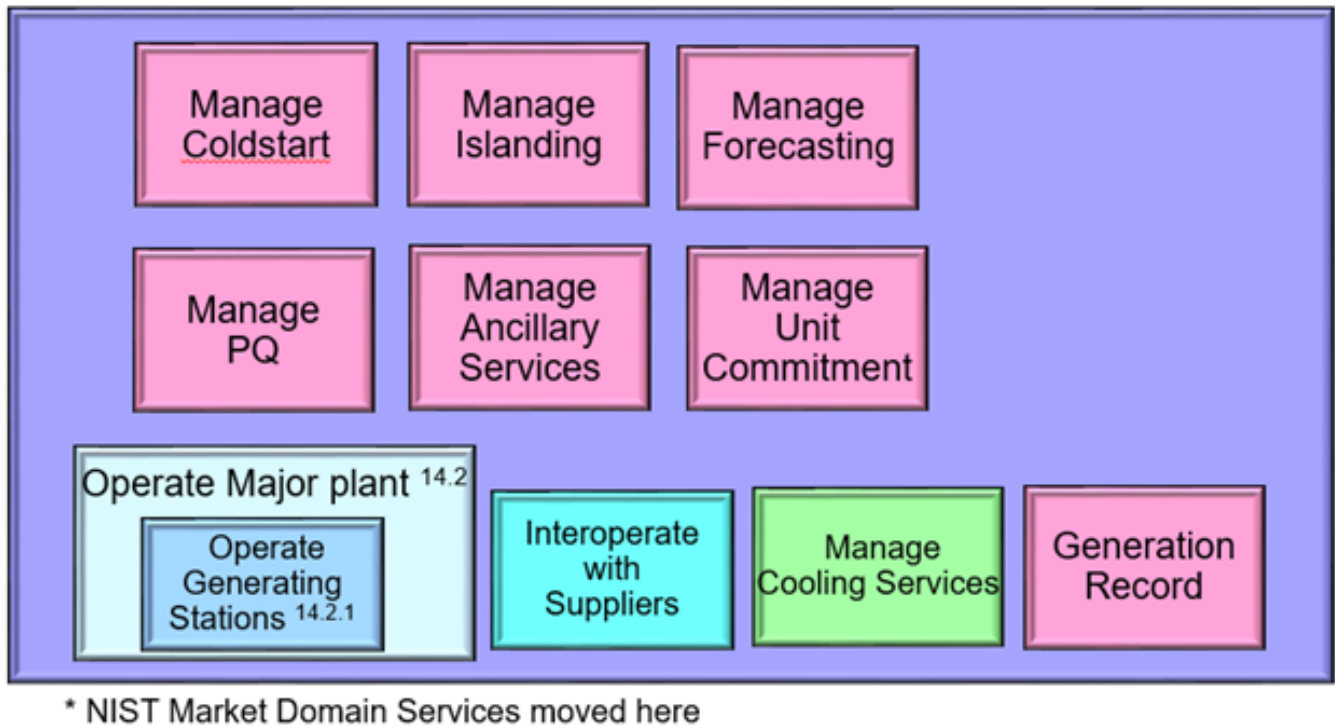 Manage
Coldstart
Manage
Islanding
Manage
Forecasting
Manage
PQ
Manage
Ancillary
Services
Manage
Unit
Commitment
Operate Major plant 14.2
Operate
Generating
Stations 14.2.1
Interoperate
with
Suppliers
Manage
Cooling Services
Generation
Record
* NIST Market Domain Services moved here